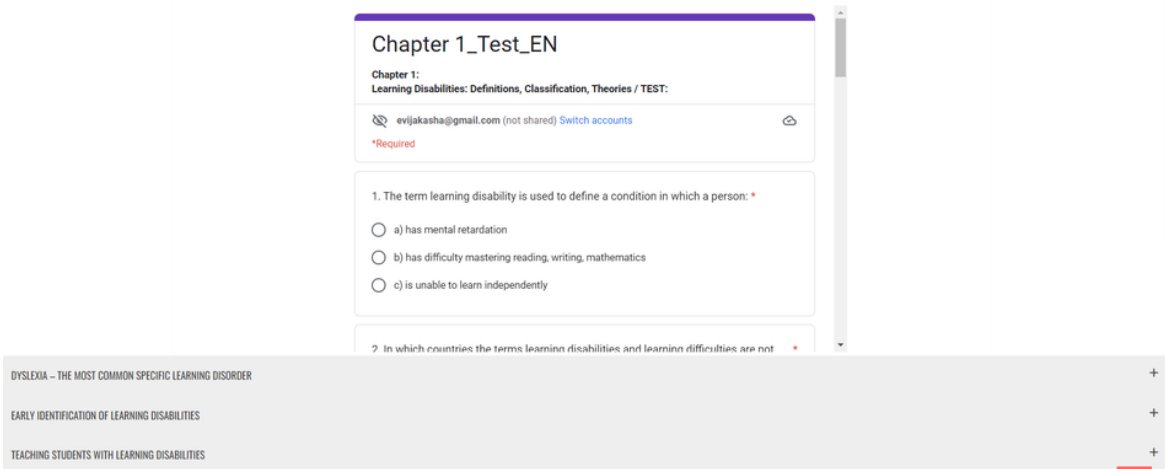 Chapter 1_Test_EN
Chapter 1:
Learning Disabilities: Definitions, Classification, Theories / TEST:
evijakasha@gmail.com (not shared) Switch accounts
*Required
1. The term learning disability is used to define a condition in which a person: *
a) has mental retardation
b) has difficulty mastering reading, writing, mathematics
c) is unable to learn independently
2. In which countries the terms learning disabilities and learning difficulties are not *
DYSLEXIA – THE MOST COMMON SPECIFIC LEARNING DISORDER +
EARLY IDENTIFICATION OF LEARNING DISABILITIES +
TEACHING STUDENTS WITH LEARNING DISABILITIES +